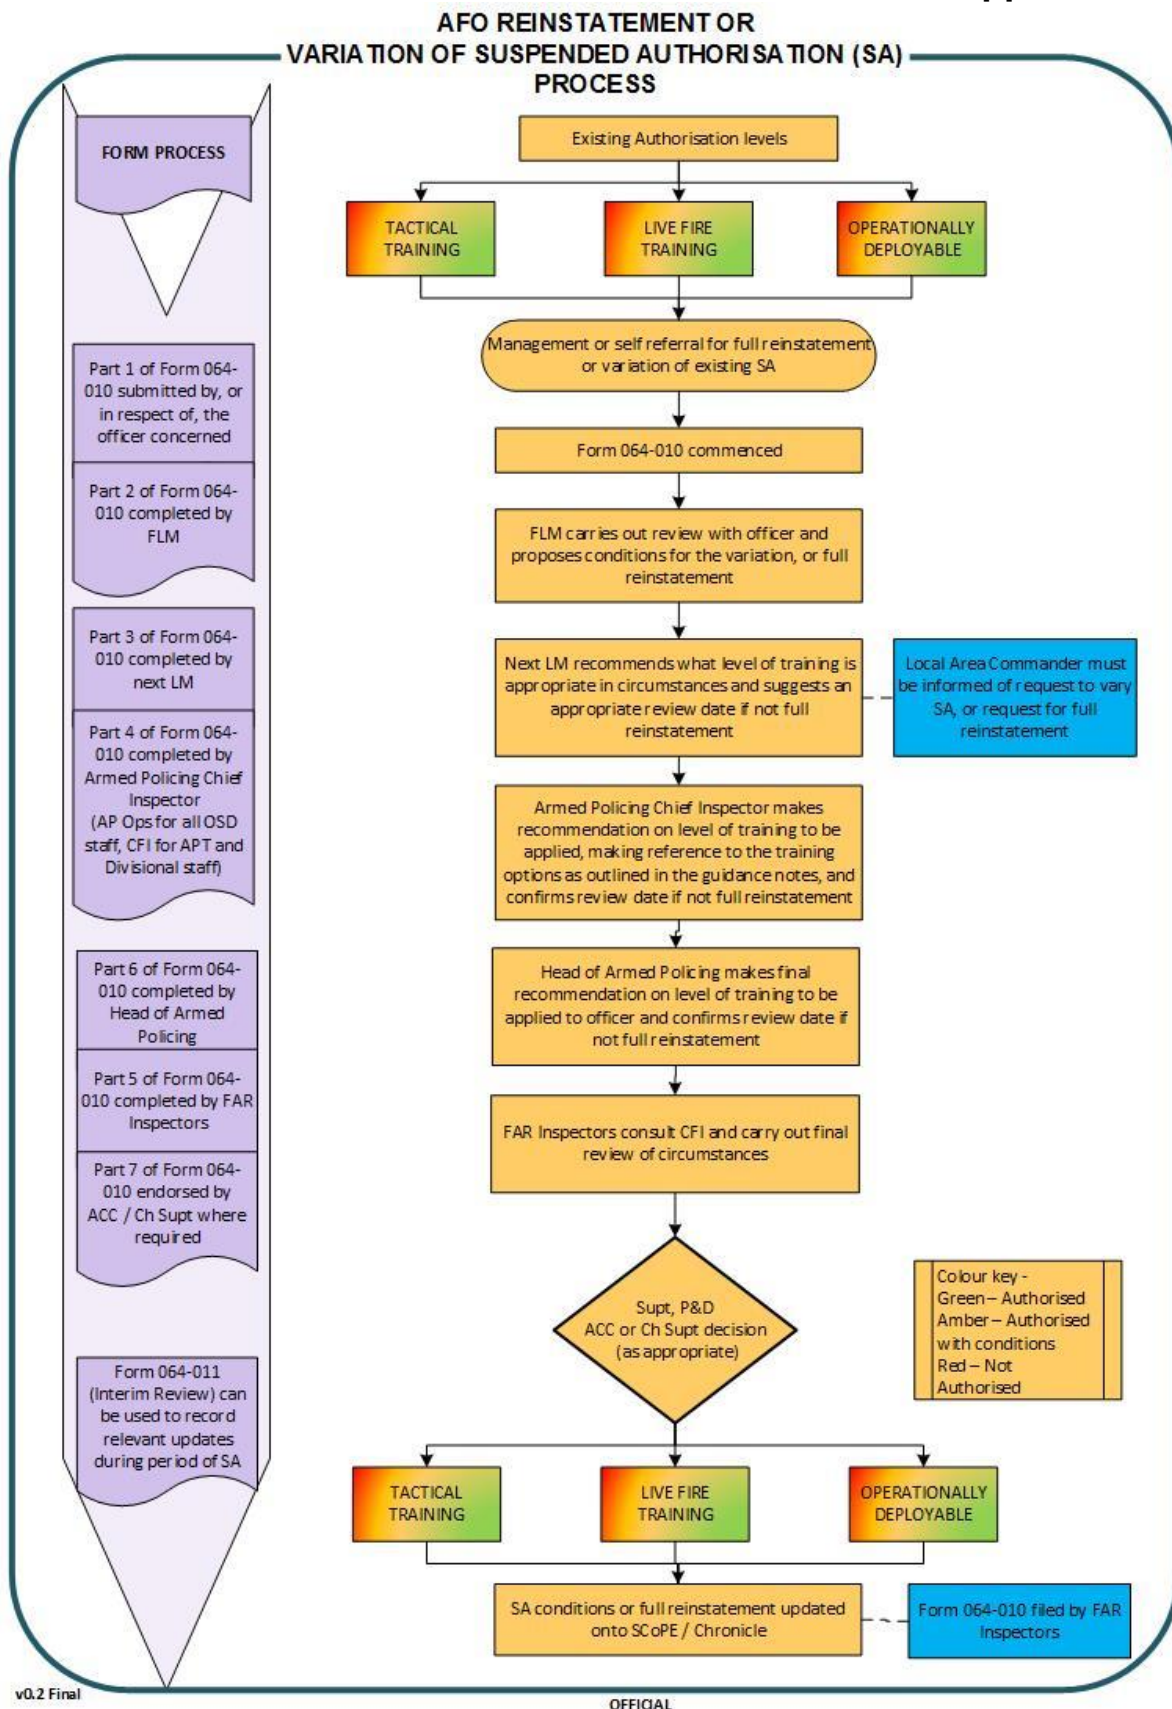 AFO REINSTATEMENT OR
VARIATION OF SUSPENDED AUTHORISATION (SA)
PROCESS
FORM PROCESS
Part 1 of Form 064-
010 submitted by, or
in respect of, the
officer concerned
Part 2 of Form 064-
010 completed by
FLM
Part 3 of Form 064-
010 completed by
next LM
Part 4 of Form 064-
010 completed by
Armed Policing Chief
Inspector
(AP Ops for all OSD
staff, CFI for APT and
Divisional staff)
Part 6 of Form 064-
010 completed by
Head of Armed
Policing
Part 5 of Form 064-
010 completed by FAR
Inspectors
Part 7 of Form 064-
010 endorsed by
ACC / Ch Supt where
required
Form 064-011
(Interim Review) can
be used to record
relevant updates
during period of SA
Existing Authorisation levels
TACTICAL
TRAINING
LIVE FIRE
TRAINING
OPERATIONALLY
DEPLOYABLE
Management or self referral for full reinstatement
or variation of existing SA
Form 064-010 commenced
FLM carries out review with officer and
proposes conditions for the variation, or full
reinstatement
Next LM recommends what level of training is
appropriate in circumstances and suggests an
appropriate review date if not full
reinstatement
Local Area Commander must
be informed of request to vary
SA, or request for full
reinstatement
Armed Policing Chief Inspector makes
recommendation on level of training to be
applied, making reference to the training
options as outlined in the guidance notes, and
confirms review date if not full reinstatement
Head of Armed Policing makes final
recommendation on level of training to be
applied to officer and confirms review date if
not full reinstatement
FAR Inspectors consult CFI and carry out final
review of circumstances
Supt, P&D
ACC or Ch Supt decision
(as appropriate)
Colour key -
Green – Authorised
Amber – Authorised
with conditions
Red – Not
Authorised
TACTICAL
TRAINING
LIVE FIRE
TRAINING
OPERATIONALLY
DEPLOYABLE
SA conditions or full reinstatement updated
onto SCoPE / Chronicle
Form 064-010 filed by FAR
Inspectors
v0.2 Final
OFFICIAL